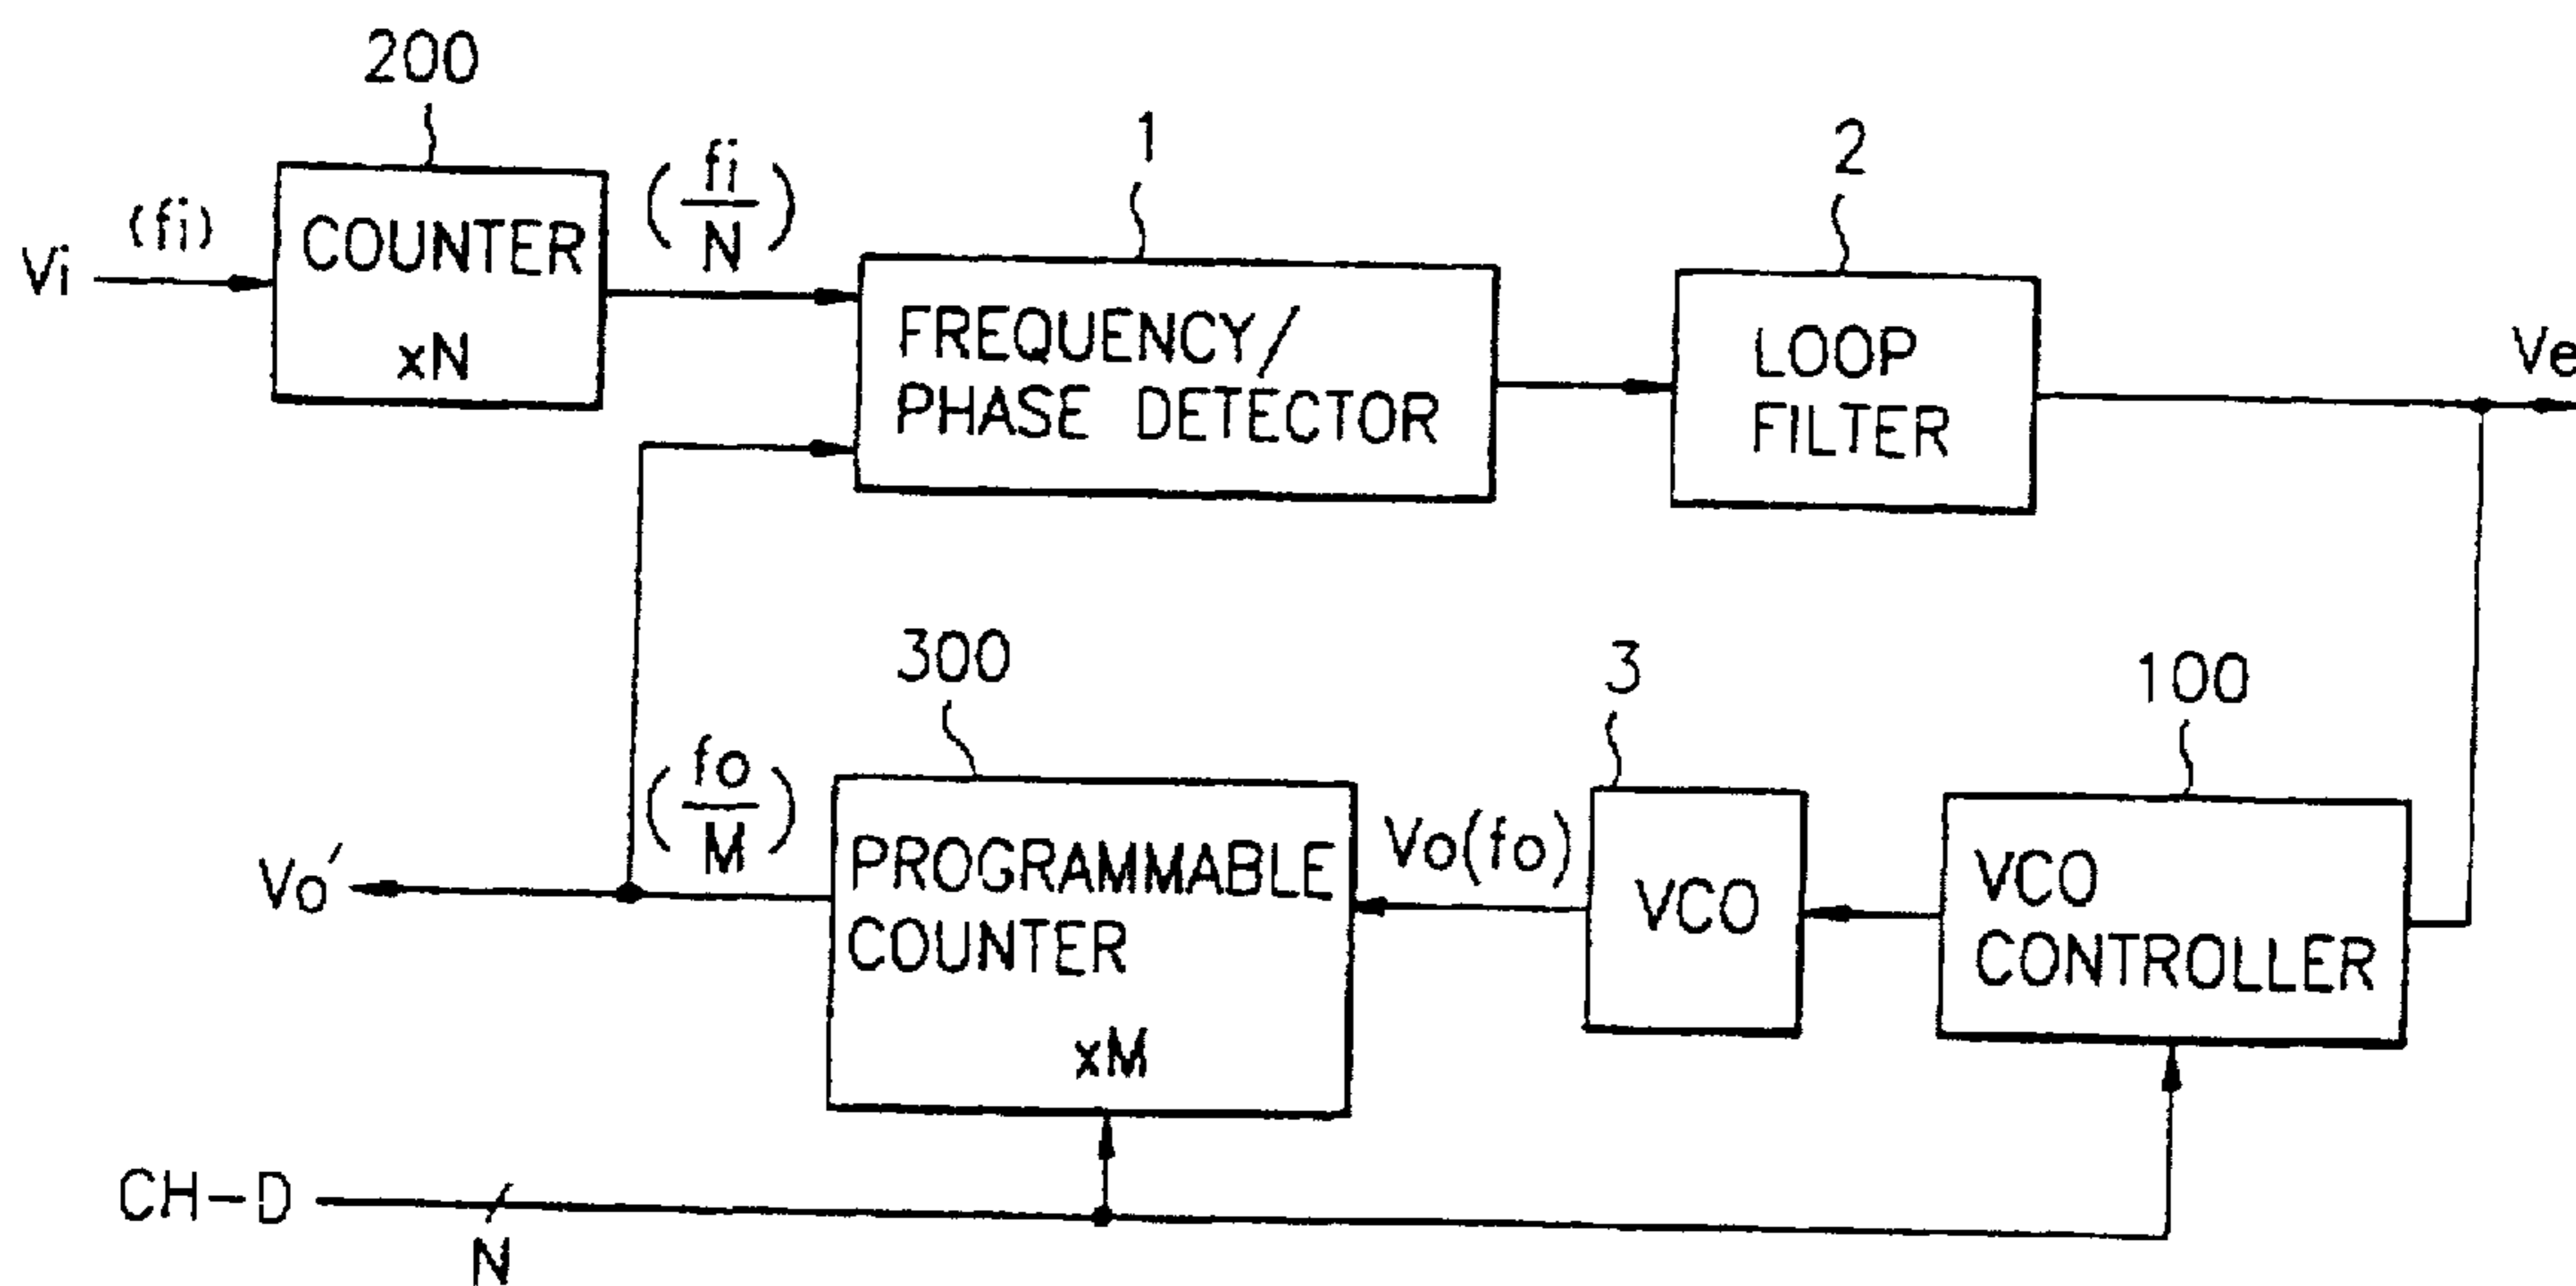 200
1
2
Vi
(fi)
COUNTER
xN
(fi/N)
FREQUENCY/
PHASE DETECTOR
LOOP
FILTER
Ve
300
3
100
Vo'
(fo/M)
PROGRAMMABLE
COUNTER
xM
Vo(fo)
VCO
VCO
CONTROLLER
CH-D
N